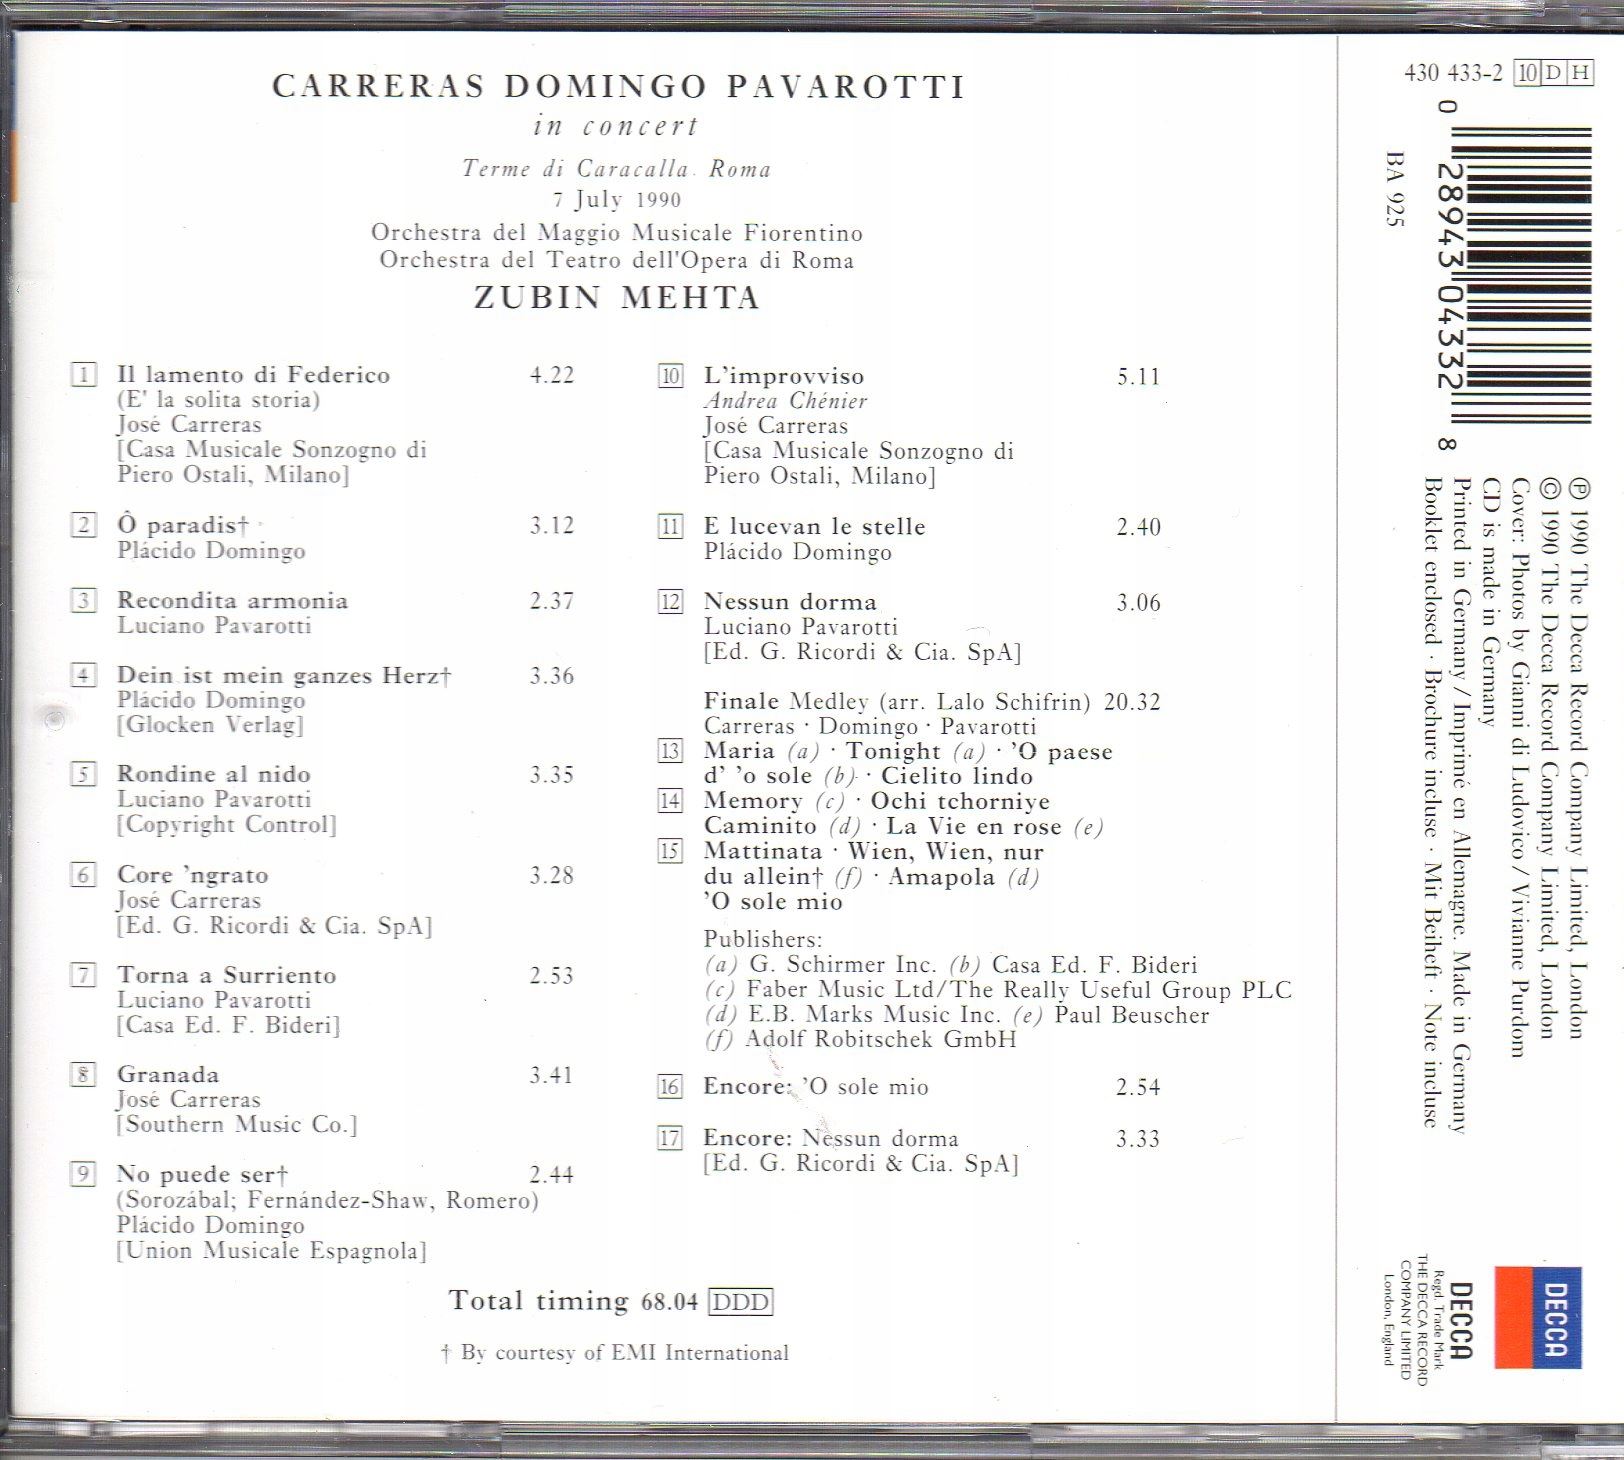 CARRERAS DOMINGO PAVAROTTI
in concert
Terme di Caracalla. Roma
7 July 1990
Orchestra del Maggio Musicale Fiorentino
Orchestra del Teatro dell'Opera di Roma
ZUBIN MEHTA
1 Il lamento di Federico 4.22
(E' la solita storia)
José Carreras
[Casa Musicale Sonzogno di
Piero Ostali, Milano]
2 Ô paradis† 3.12
Plácido Domingo
3 Recondita armonia 2.37
Luciano Pavarotti
4 Dein ist mein ganzes Herz† 3.36
Plácido Domingo
[Glocken Verlag]
5 Rondine al nido 3.35
Luciano Pavarotti
[Copyright Control]
6 Core 'ngrato 3.28
José Carreras
[Ed. G. Ricordi & Cia. SpA]
7 Torna a Surriento 2.53
Luciano Pavarotti
[Casa Ed. F. Bideri]
8 Granada 3.41
José Carreras
[Southern Music Co.]
9 No puede ser† 2.44
(Sorozábal; Fernández-Shaw, Romero)
Plácido Domingo
[Union Musicale Espagnola]
10 L'improvviso 5.11
Andrea Chénier
José Carreras
[Casa Musicale Sonzogno di
Piero Ostali, Milano]
11 E lucevan le stelle 2.40
Plácido Domingo
12 Nessun dorma 3.06
Luciano Pavarotti
[Ed. G. Ricordi & Cia. SpA]
Finale Medley (arr. Lalo Schifrin) 20.32
Carreras · Domingo · Pavarotti
13 Maria (a) · Tonight (a) · 'O paese
d' 'o sole (b) · Cielito lindo
14 Memory (c) · Ochi tchorniye
Caminito (d) · La Vie en rose (e)
15 Mattinata · Wien, Wien, nur
du allein† (f) · Amapola (d)
'O sole mio
Publishers:
(a) G. Schirmer Inc. (b) Casa Ed. F. Bideri
(c) Faber Music Ltd/The Really Useful Group PLC
(d) E.B. Marks Music Inc. (e) Paul Beuscher
(f) Adolf Robitschek GmbH
16 Encore: 'O sole mio 2.54
17 Encore: Nessun dorma 3.33
[Ed. G. Ricordi & Cia. SpA]
Total timing 68.04 DDD
† By courtesy of EMI International
430 433-2 10 D H
0 28943 04332 8
BA 925
℗ 1990 The Decca Record Company Limited, London
© 1990 The Decca Record Company Limited, London
Cover: Photos by Gianni di Ludovico / Vivianne Purdom
CD is made in Germany
Printed in Germany / Imprimé en Allemagne. Made in Germany
Booklet enclosed · Brochure incluse · Mit Beiheft · Note incluse
DECCA
DECCA
Regd. Trade Mark
THE DECCA RECORD
COMPANY LIMITED
London, England